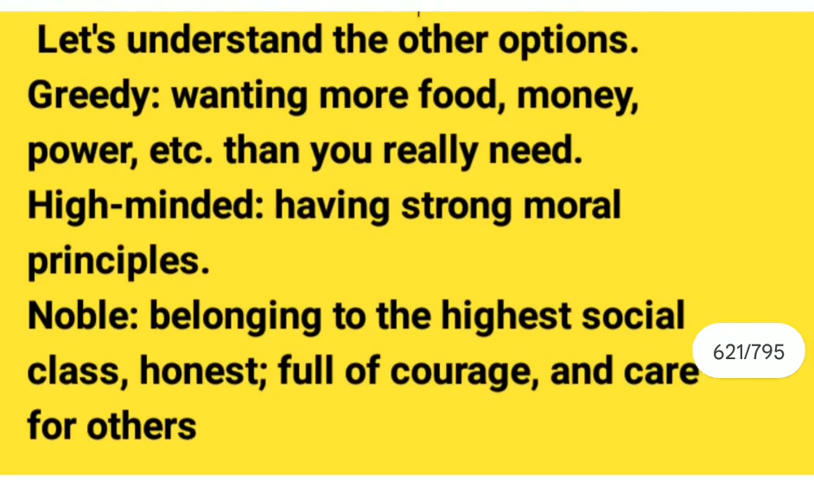 Let's understand the other options.
Greedy: wanting more food, money,
power, etc. than you really need.
High-minded: having strong moral
principles.
Noble: belonging to the highest social
class, honest; full of courage, and care
for others
621/795